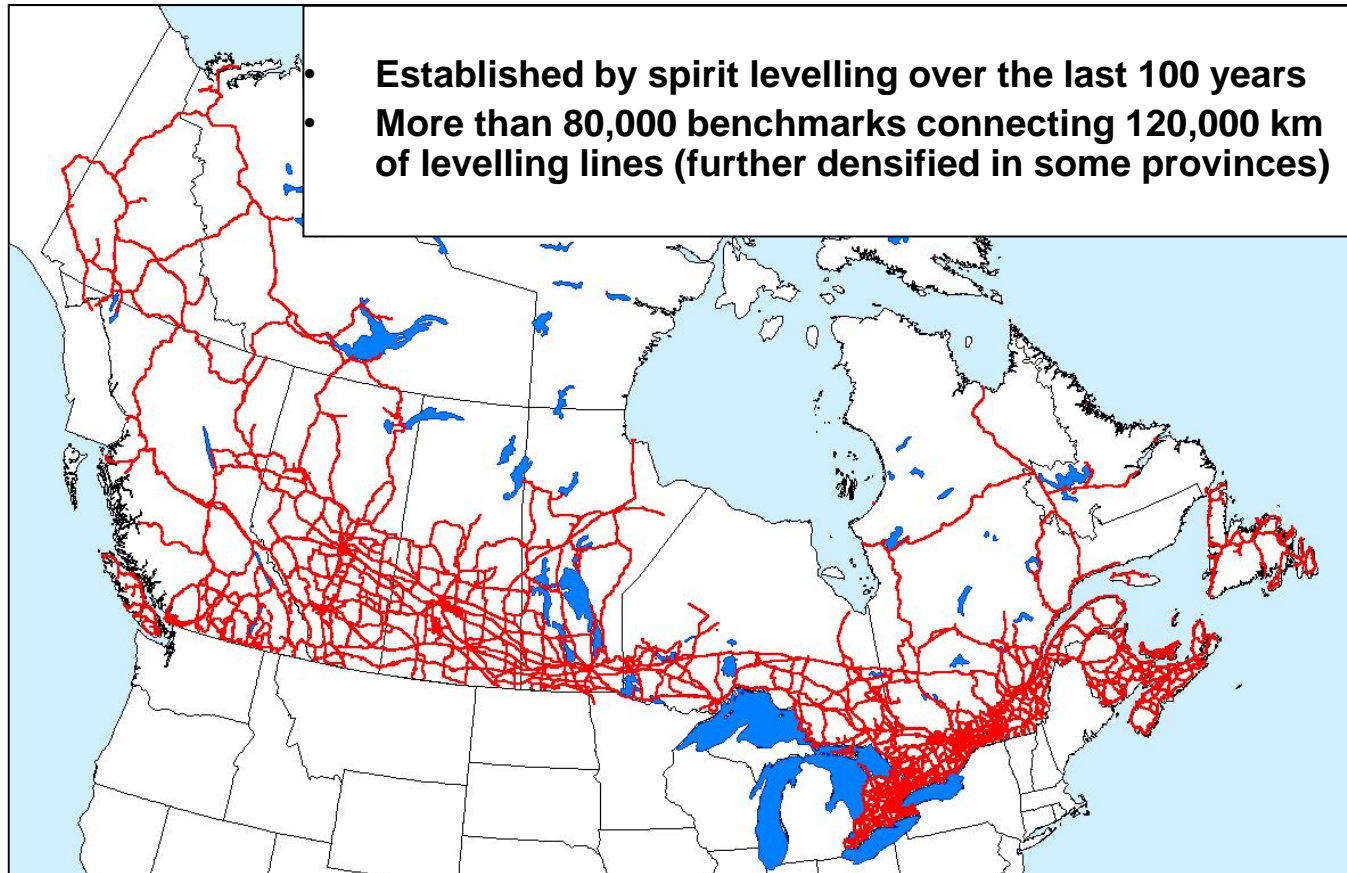 • Established by spirit levelling over the last 100 years
• More than 80,000 benchmarks connecting 120,000 km
of levelling lines (further densified in some provinces)